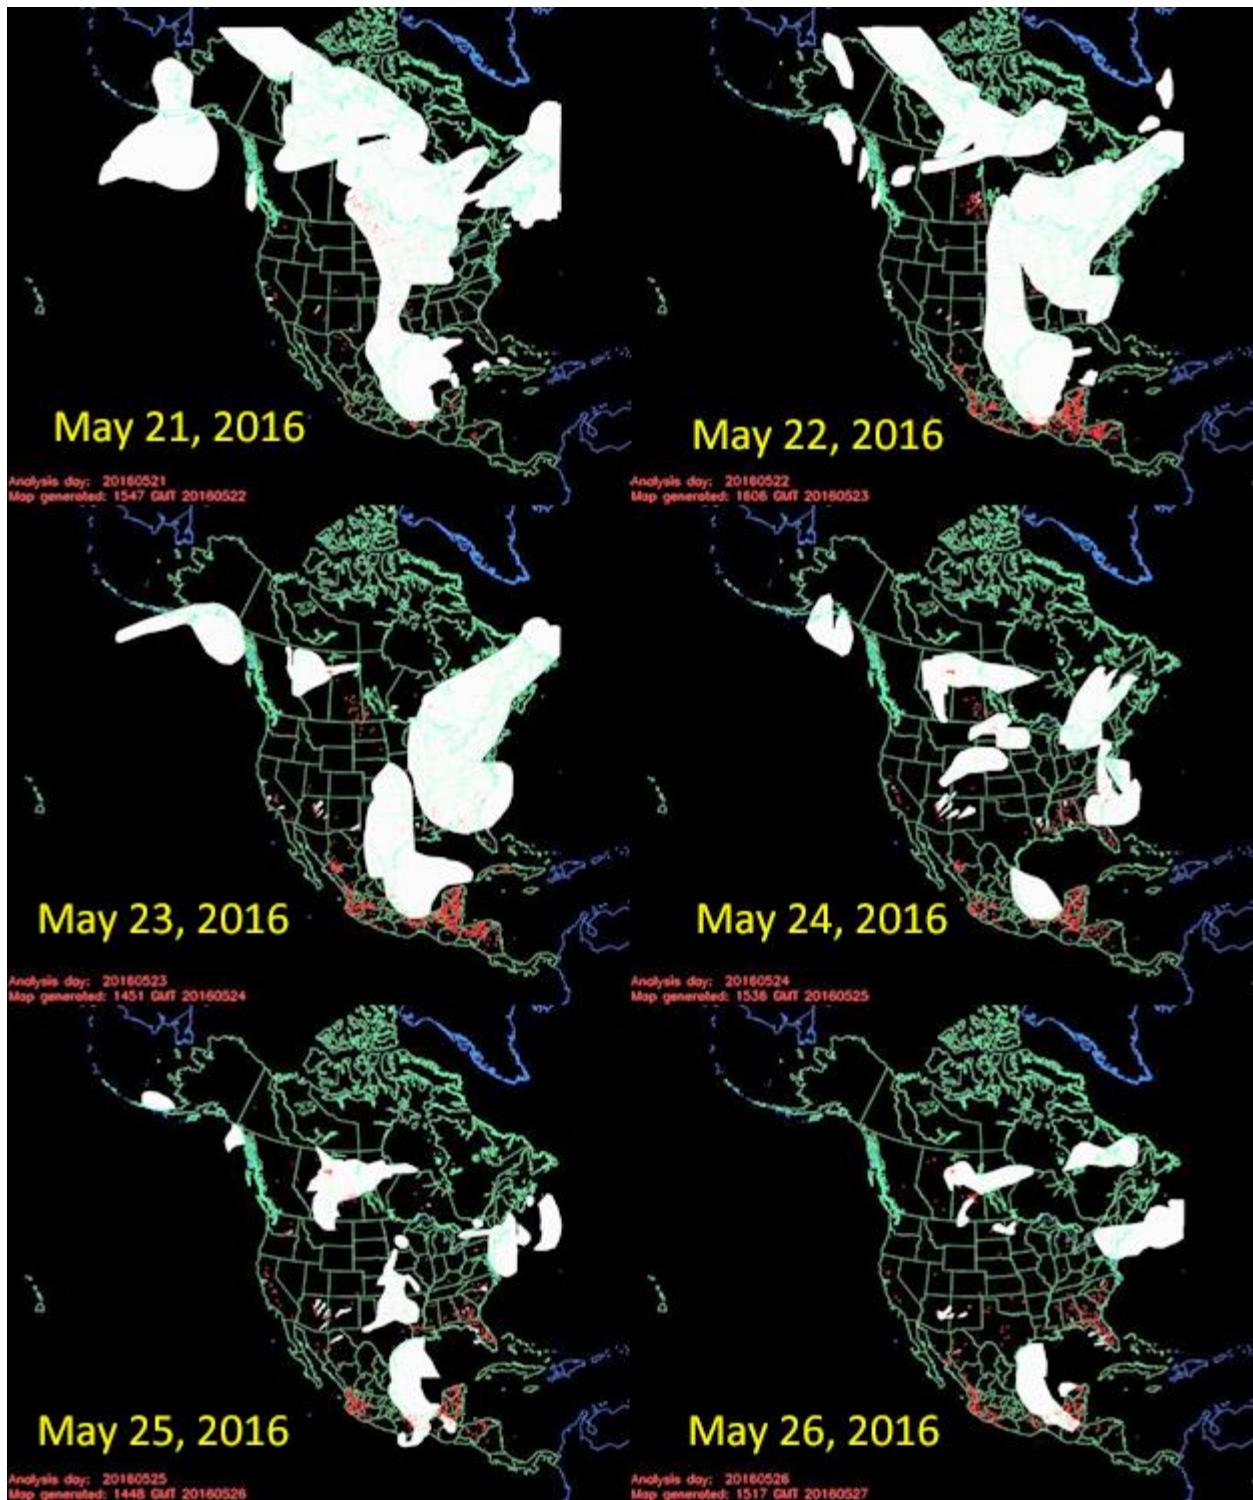 May 21, 2016
Analysis day: 20160521
Map generated: 1547 GMT 20160522
May 22, 2016
Analysis day: 20160522
Map generated: 1606 GMT 20160523
May 23, 2016
Analysis day: 20160523
Map generated: 1451 GMT 20160524
May 24, 2016
Analysis day: 20160524
Map generated: 1536 GMT 20160525
May 25, 2016
Analysis day: 20160525
Map generated: 1448 GMT 20160526
May 26, 2016
Analysis day: 20160526
Map generated: 1517 GMT 20160527